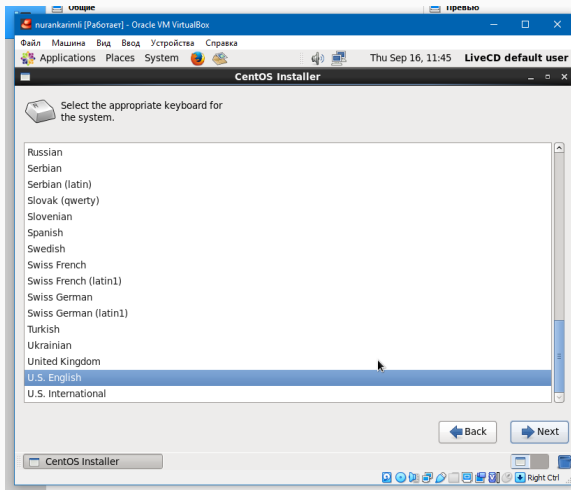 Общие
Превью
nurankarimli [Работает] - Oracle VM VirtualBox
Файл Машина Вид Ввод Устройства Справка
Applications Places System Thu Sep 16, 11:45 LiveCD default user
CentOS Installer
Select the appropriate keyboard for
the system.
Russian
Serbian
Serbian (latin)
Slovak (qwerty)
Slovenian
Spanish
Swedish
Swiss French
Swiss French (latin1)
Swiss German
Swiss German (latin1)
Turkish
Ukrainian
United Kingdom
U.S. English
U.S. International
Back Next
CentOS Installer
Right Ctrl